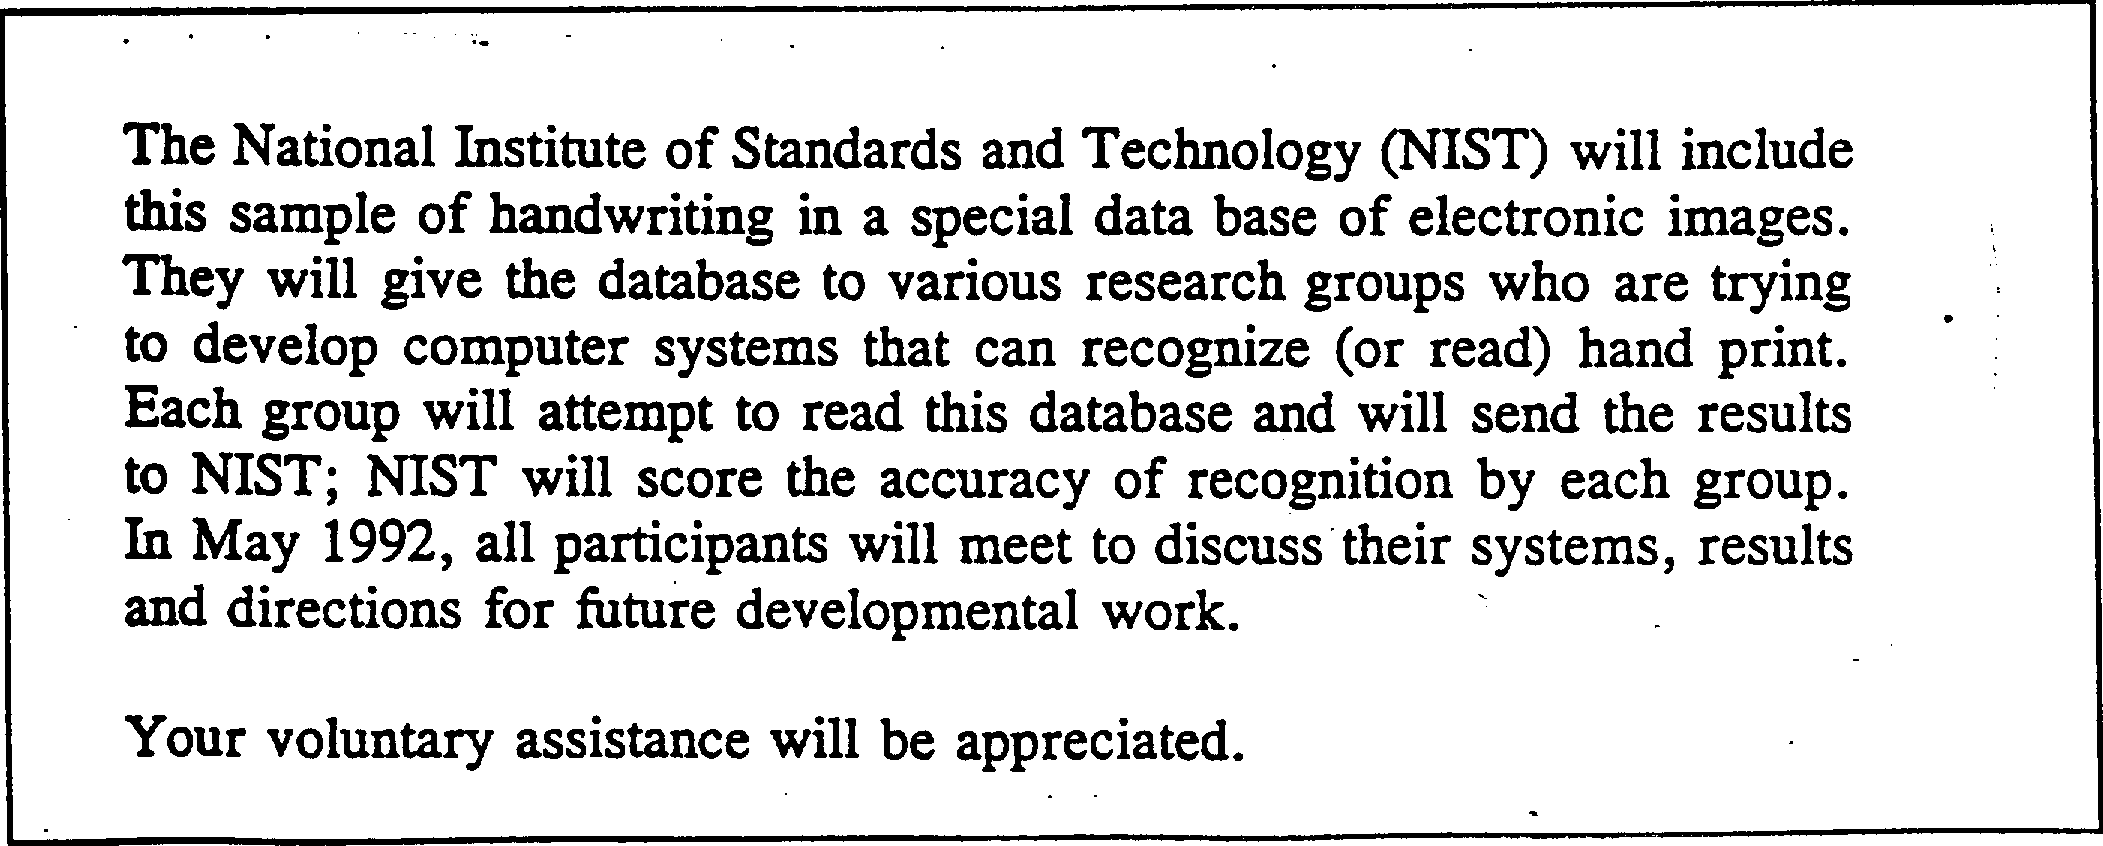 The National Institute of Standards and Technology (NIST) will include
this sample of handwriting in a special data base of electronic images.
They will give the database to various research groups who are trying
to develop computer systems that can recognize (or read) hand print.
Each group will attempt to read this database and will send the results
to NIST; NIST will score the accuracy of recognition by each group.
In May 1992, all participants will meet to discuss their systems, results
and directions for future developmental work.
Your voluntary assistance will be appreciated.